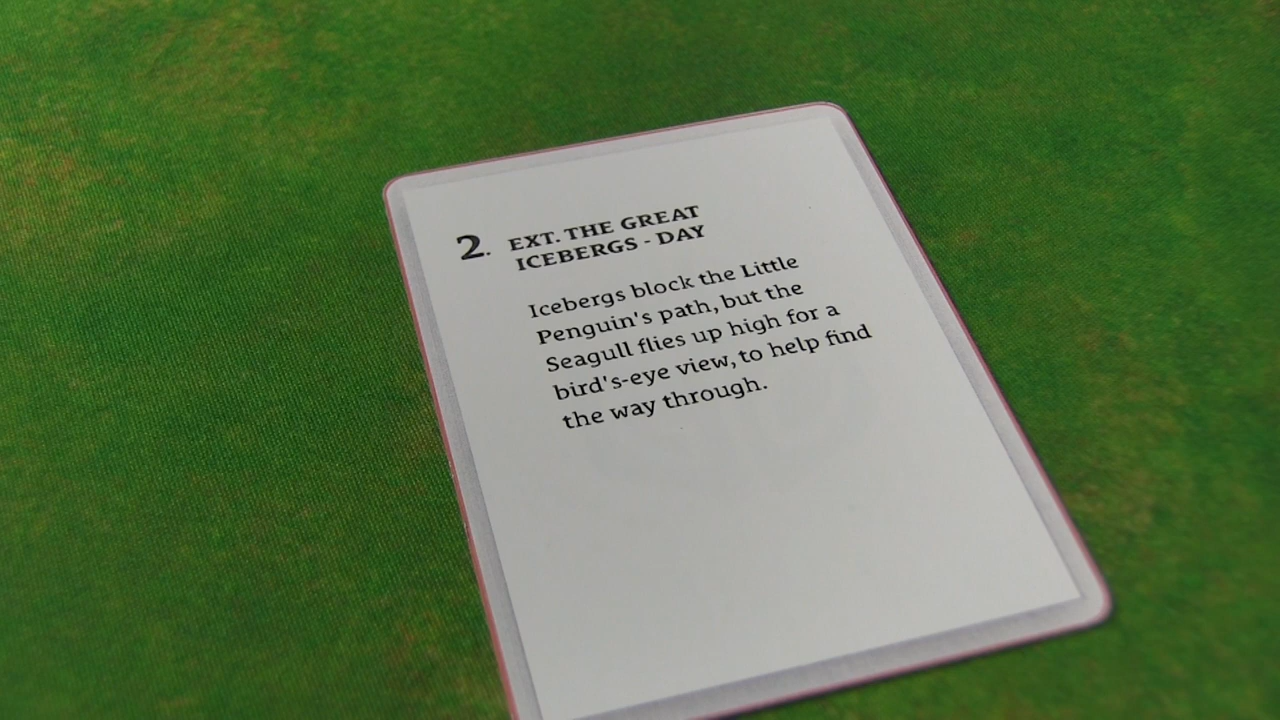 2. EXT. THE GREAT
ICEBERGS - DAY
Icebergs block the Little
Penguin's path, but the
Seagull flies up high for a
bird's-eye view, to help find
the way through.